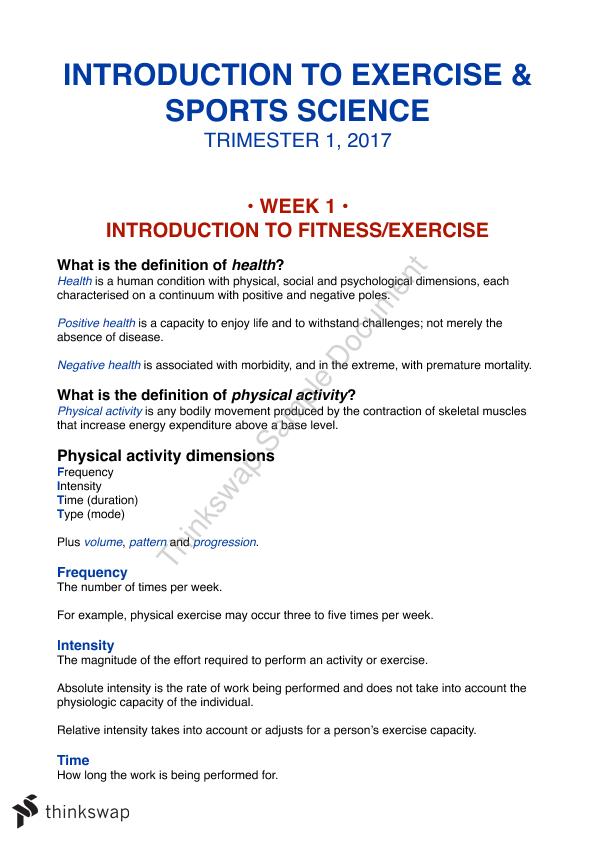 INTRODUCTION TO EXERCISE &
SPORTS SCIENCE
TRIMESTER 1, 2017
• WEEK 1 •
INTRODUCTION TO FITNESS/EXERCISE
What is the definition of health?
Health is a human condition with physical, social and psychological dimensions, each
characterised on a continuum with positive and negative poles.
Positive health is a capacity to enjoy life and to withstand challenges; not merely the
absence of disease.
Negative health is associated with morbidity, and in the extreme, with premature mortality.
What is the definition of physical activity?
Physical activity is any bodily movement produced by the contraction of skeletal muscles
that increase energy expenditure above a base level.
Physical activity dimensions
Frequency
Intensity
Time (duration)
Type (mode)
Plus volume, pattern and progression.
Frequency
The number of times per week.
For example, physical exercise may occur three to five times per week.
Intensity
The magnitude of the effort required to perform an activity or exercise.
Absolute intensity is the rate of work being performed and does not take into account the
physiologic capacity of the individual.
Relative intensity takes into account or adjusts for a person’s exercise capacity.
Time
How long the work is being performed for.
Thinkswap Sample Document
thinkswap